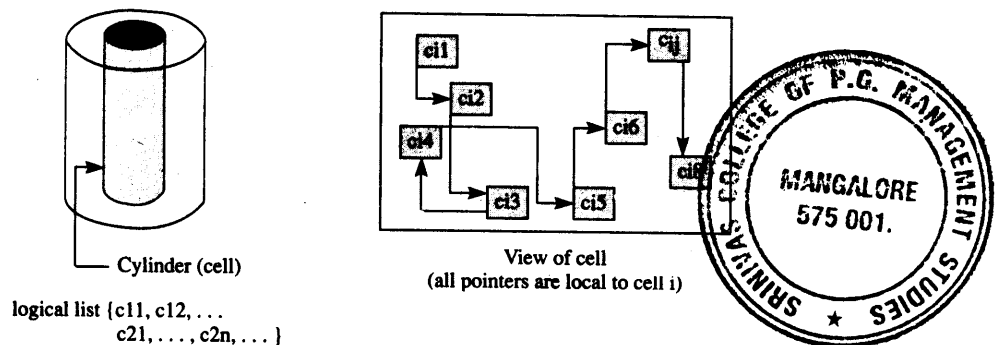 ci1
ci2
ci4
ci3
ci5
ci6
cij
Cylinder (cell)
View of cell
(all pointers are local to cell i)
logical list {c11, c12, . . .
c21, . . . , c2n, . . . }
SRINIVAS COLLEGE OF P.G. MANAGEMENT STUDIES
MANGALORE
575 001.